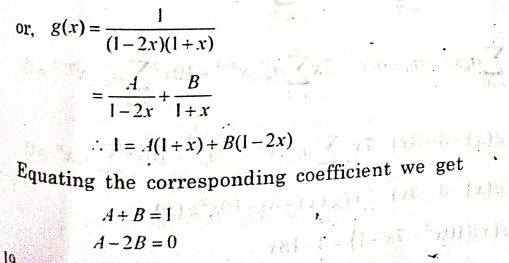 or, g(x) = 1 / (1−2x)(1+x)
= A / 1−2x + B / 1+x
∴ 1 = A(1+x) + B(1−2x)
Equating the corresponding coefficient we get
A + B = 1
A − 2B = 0